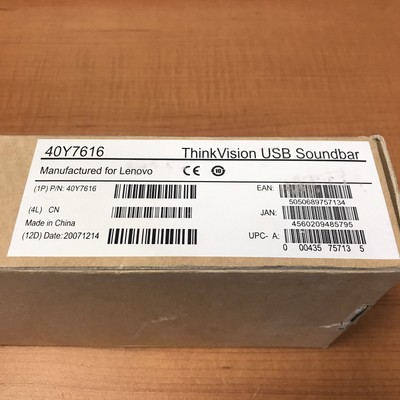 40Y7616 ThinkVision USB Soundbar
Manufactured for Lenovo CE 10
(1P) P/N: 40Y7616 EAN:
5050689757134
(4L) CN JAN:
Made in China 4560209485795
(12D) Date: 20071214 UPC- A:
0 00435 75713 5